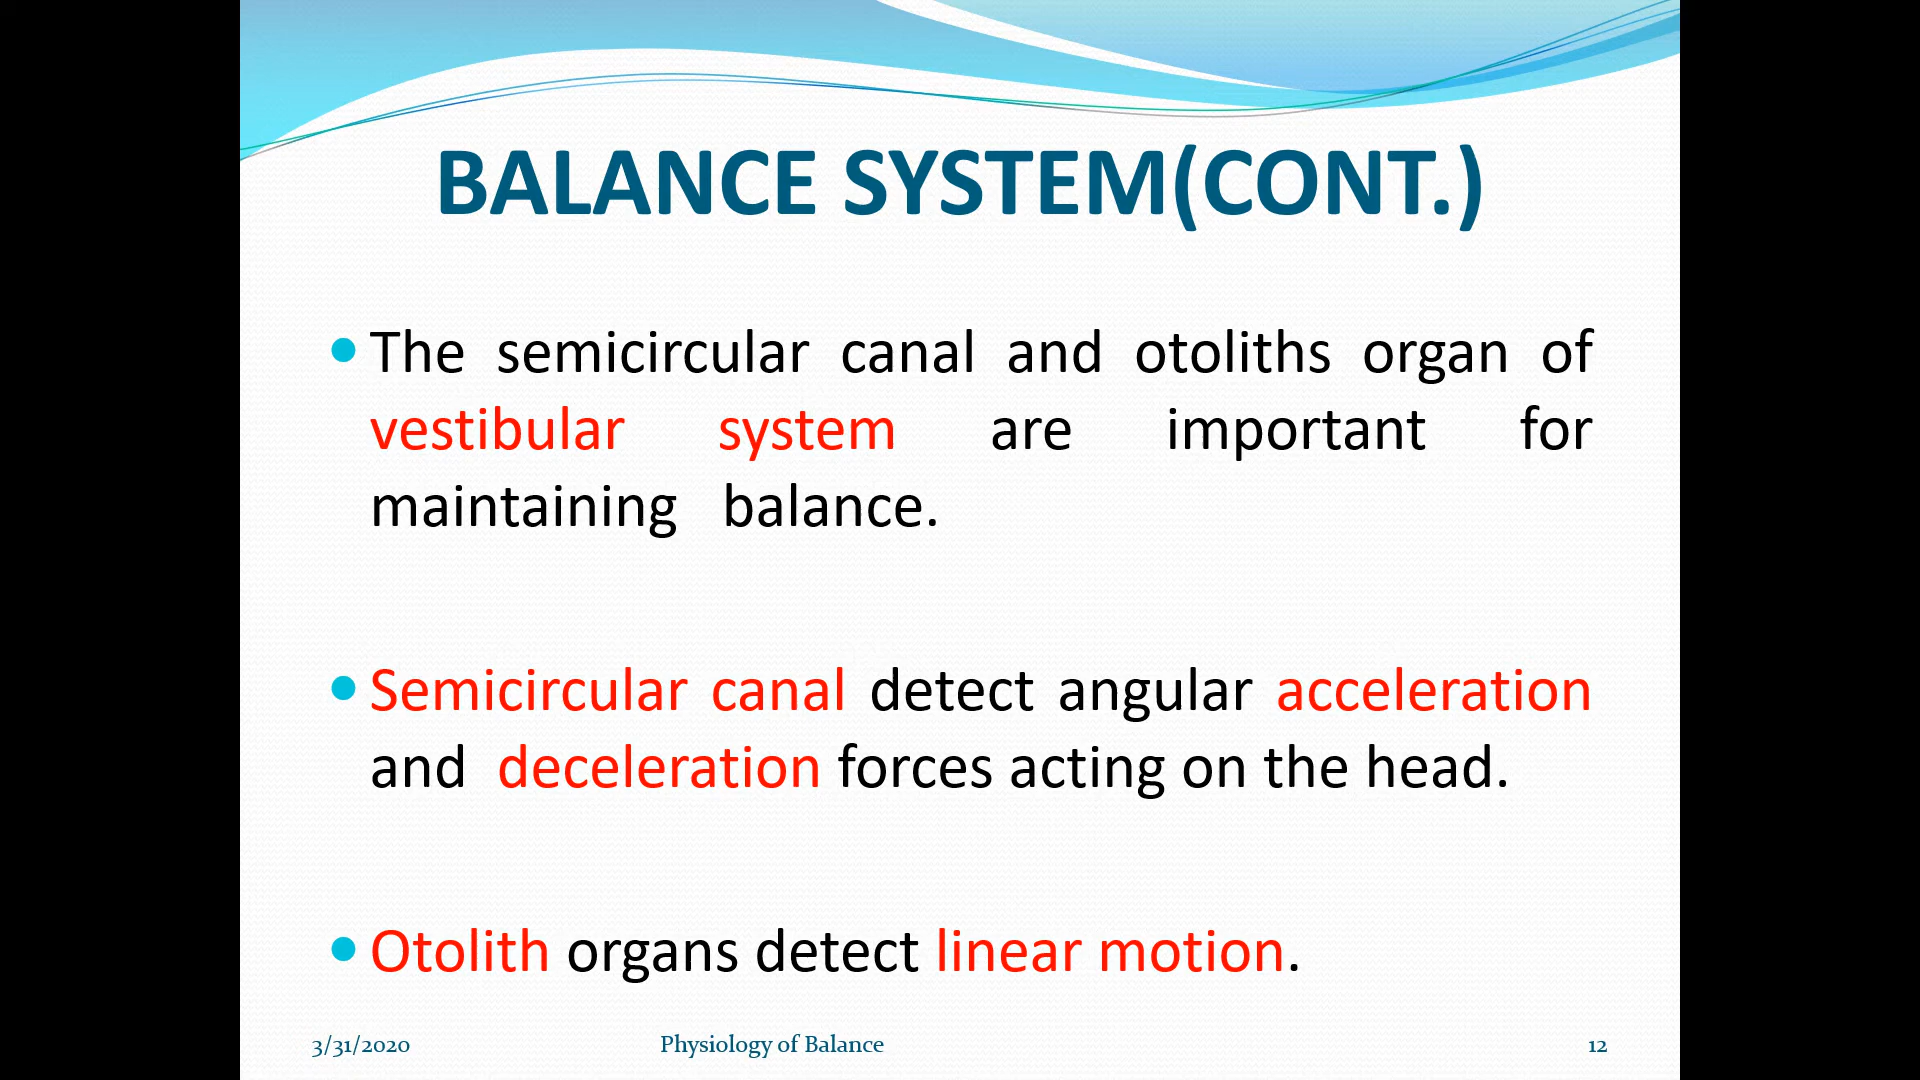 BALANCE SYSTEM(CONT.)
The semicircular canal and otoliths organ of
vestibular system are important for
maintaining balance.
Semicircular canal detect angular acceleration
and deceleration forces acting on the head.
Otolith organs detect linear motion.
3/31/2020 Physiology of Balance 12